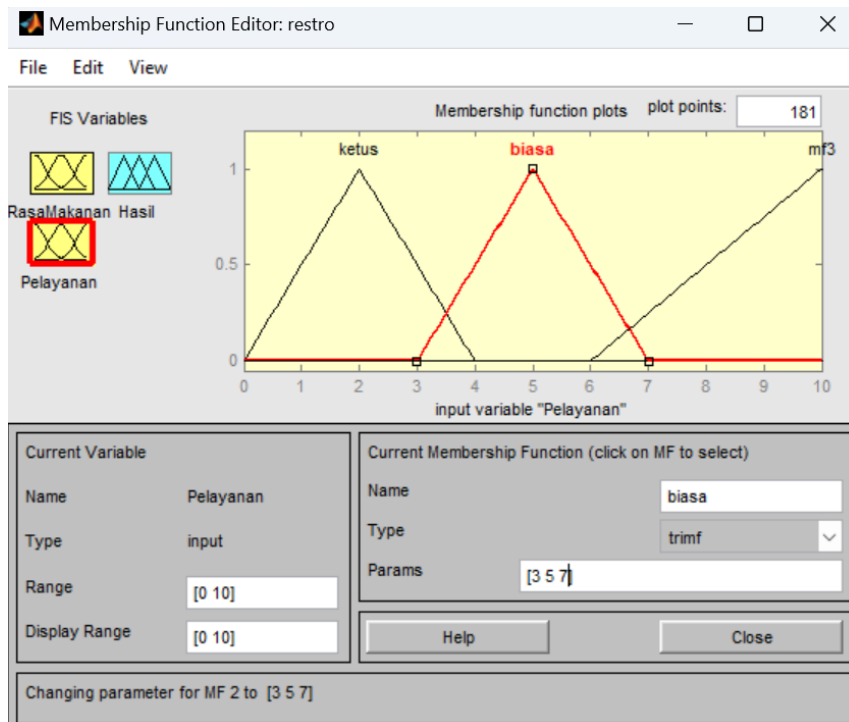 Membership Function Editor: restro
File Edit View
FIS Variables
RasaMakanan Hasil
Pelayanan
Membership function plots plot points: 181
ketus biasa mf3
1
0.5
0
0 1 2 3 4 5 6 7 8 9 10
input variable "Pelayanan"
Current Variable
Name Pelayanan
Type input
Range [0 10]
Display Range [0 10]
Current Membership Function (click on MF to select)
Name biasa
Type trimf
Params [3 5 7]
Help Close
Changing parameter for MF 2 to [3 5 7]